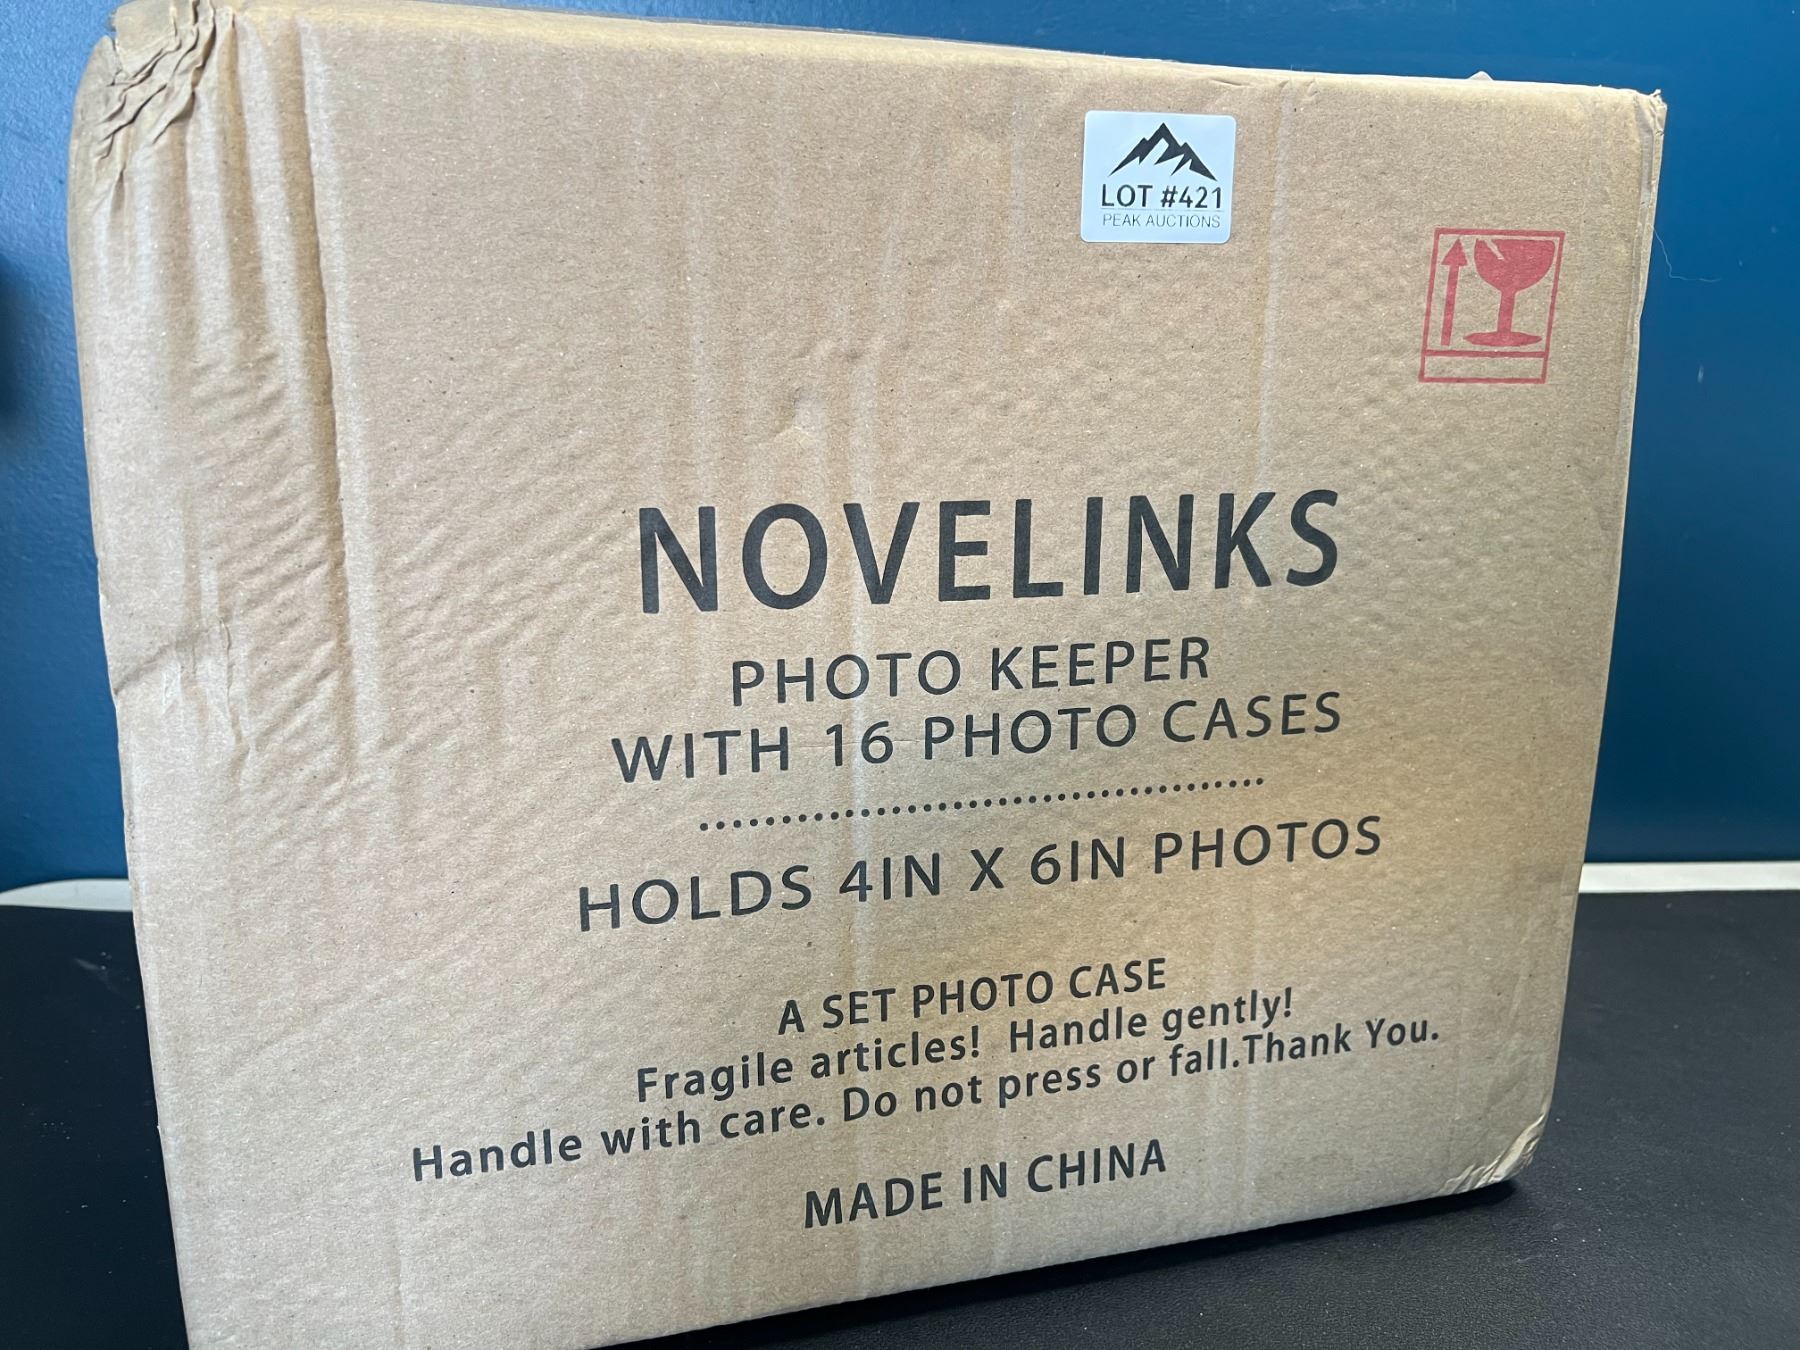 LOT #421
PEAK AUCTIONS
NOVELINKS
PHOTO KEEPER
WITH 16 PHOTO CASES
HOLDS 4IN X 6IN PHOTOS
A SET PHOTO CASE
Fragile articles! Handle gently!
Handle with care. Do not press or fall.Thank You.
MADE IN CHINA